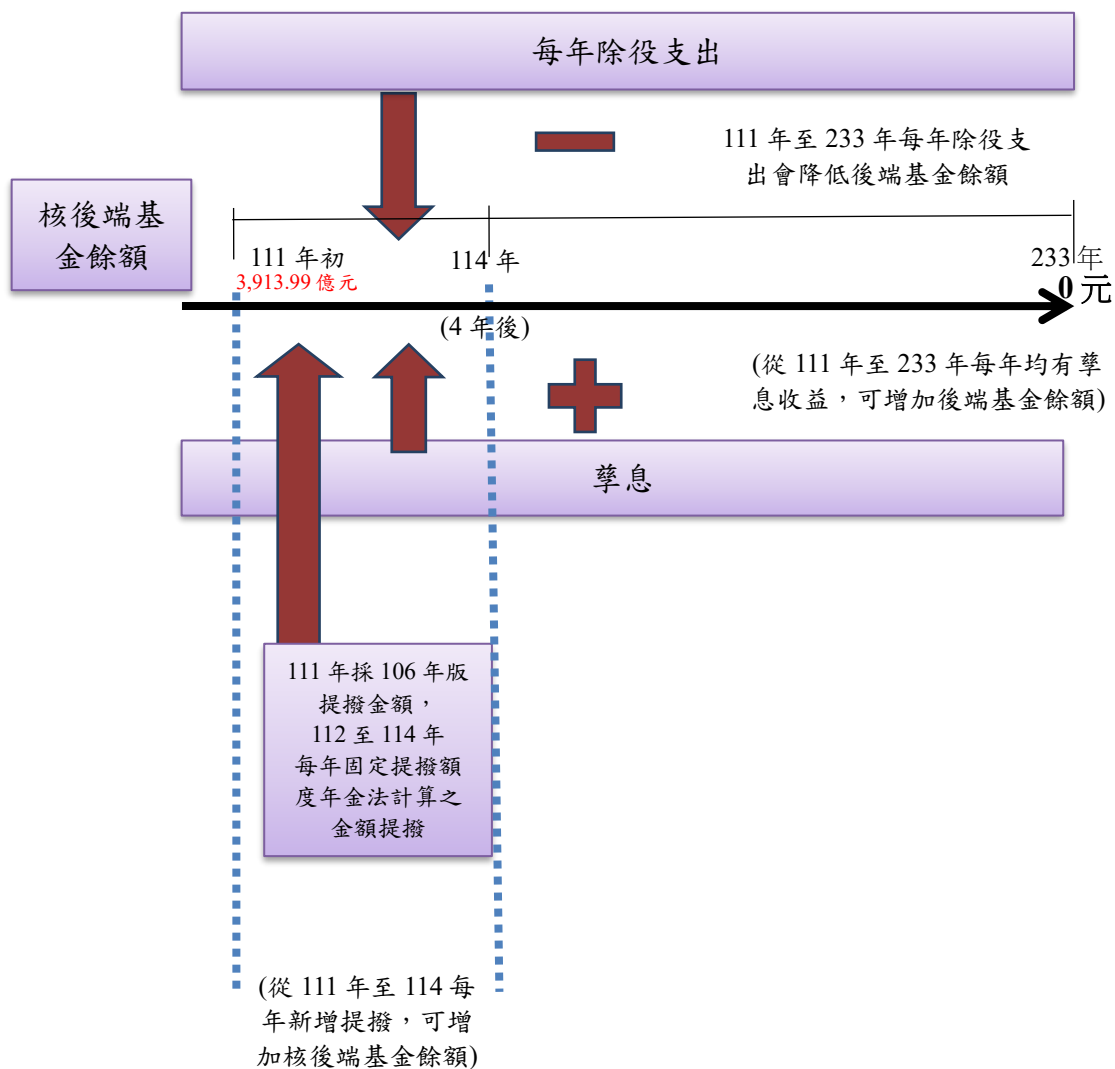 每年除役支出
111 年至 233 年每年除役支
出會降低後端基金餘額
核後端基
金餘額
111 年初
3,913.99 億元
114 年
233 年
0 元
(4 年後)
(從 111 年至 233 年每年均有孳
息收益，可增加後端基金餘額)
孳息
111 年採 106 年版
提撥金額，
112 至 114 年
每年固定提撥額
度年金法計算之
金額提撥
(從 111 年至 114 每
年新增提撥，可增
加核後端基金餘額)